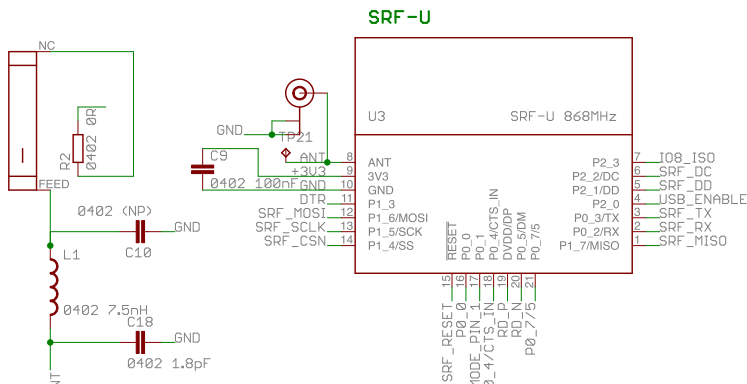 SRF-U
NC
U3
SRF-U 868MHz
R2
0402 0R
GND
TP21
C9
ANT
+3V3
0402 100nF
GND
DTR
SRF_MOSI
SRF_SCLK
SRF_CSN
8
9
10
11
12
13
14
ANT
3V3
GND
P1_3
P1_6/MOSI
P1_5/SCK
P1_4/SS
P2_3
P2_2/DC
P2_1/DD
P2_0
P0_3/TX
P0_2/RX
P1_7/MISO
7
6
5
4
3
2
1
IO8_ISO
SRF_DC
SRF_DD
USB_ENABLE
SRF_TX
SRF_RX
SRF_MISO
RESET
P0_0
P0_1
P0_4/CTS_IN
DVDD/DP
P0_5/DM
P0_7/5
15
16
17
18
19
20
21
SRF_RESET
P0_0
MODE_PIN_1
0_4/CTS_IN
RD_P
RD_N
P0_7/5
FEED
0402 (NP)
GND
C10
L1
0402 7.5nH
C18
GND
0402 1.8pF
NT